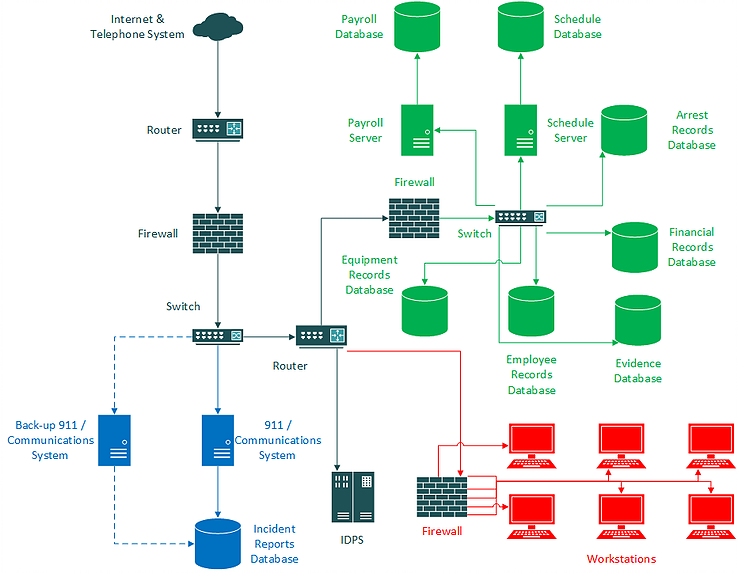 Internet &
Telephone System
Payroll
Database
Schedule
Database
Router
Payroll
Server
Schedule
Server
Arrest
Records
Database
Firewall
Firewall
Switch
Financial
Records
Database
Equipment
Records
Database
Switch
Router
Employee
Records
Database
Evidence
Database
Back-up 911 /
Communications
System
911 /
Communications
System
Incident
Reports
Database
IDPS
Firewall
Workstations